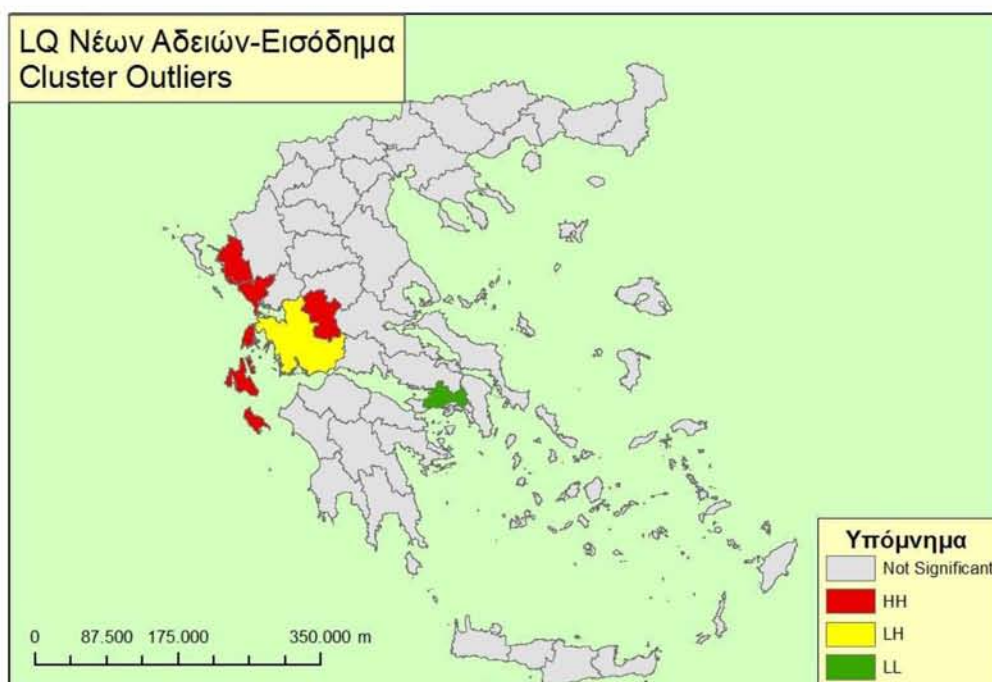 LQ Νέων Αδειών-Εισόδημα
Cluster Outliers
0 87.500 175.000 350.000 m
Υπόμνημα
Not Significant
HH
LH
LL